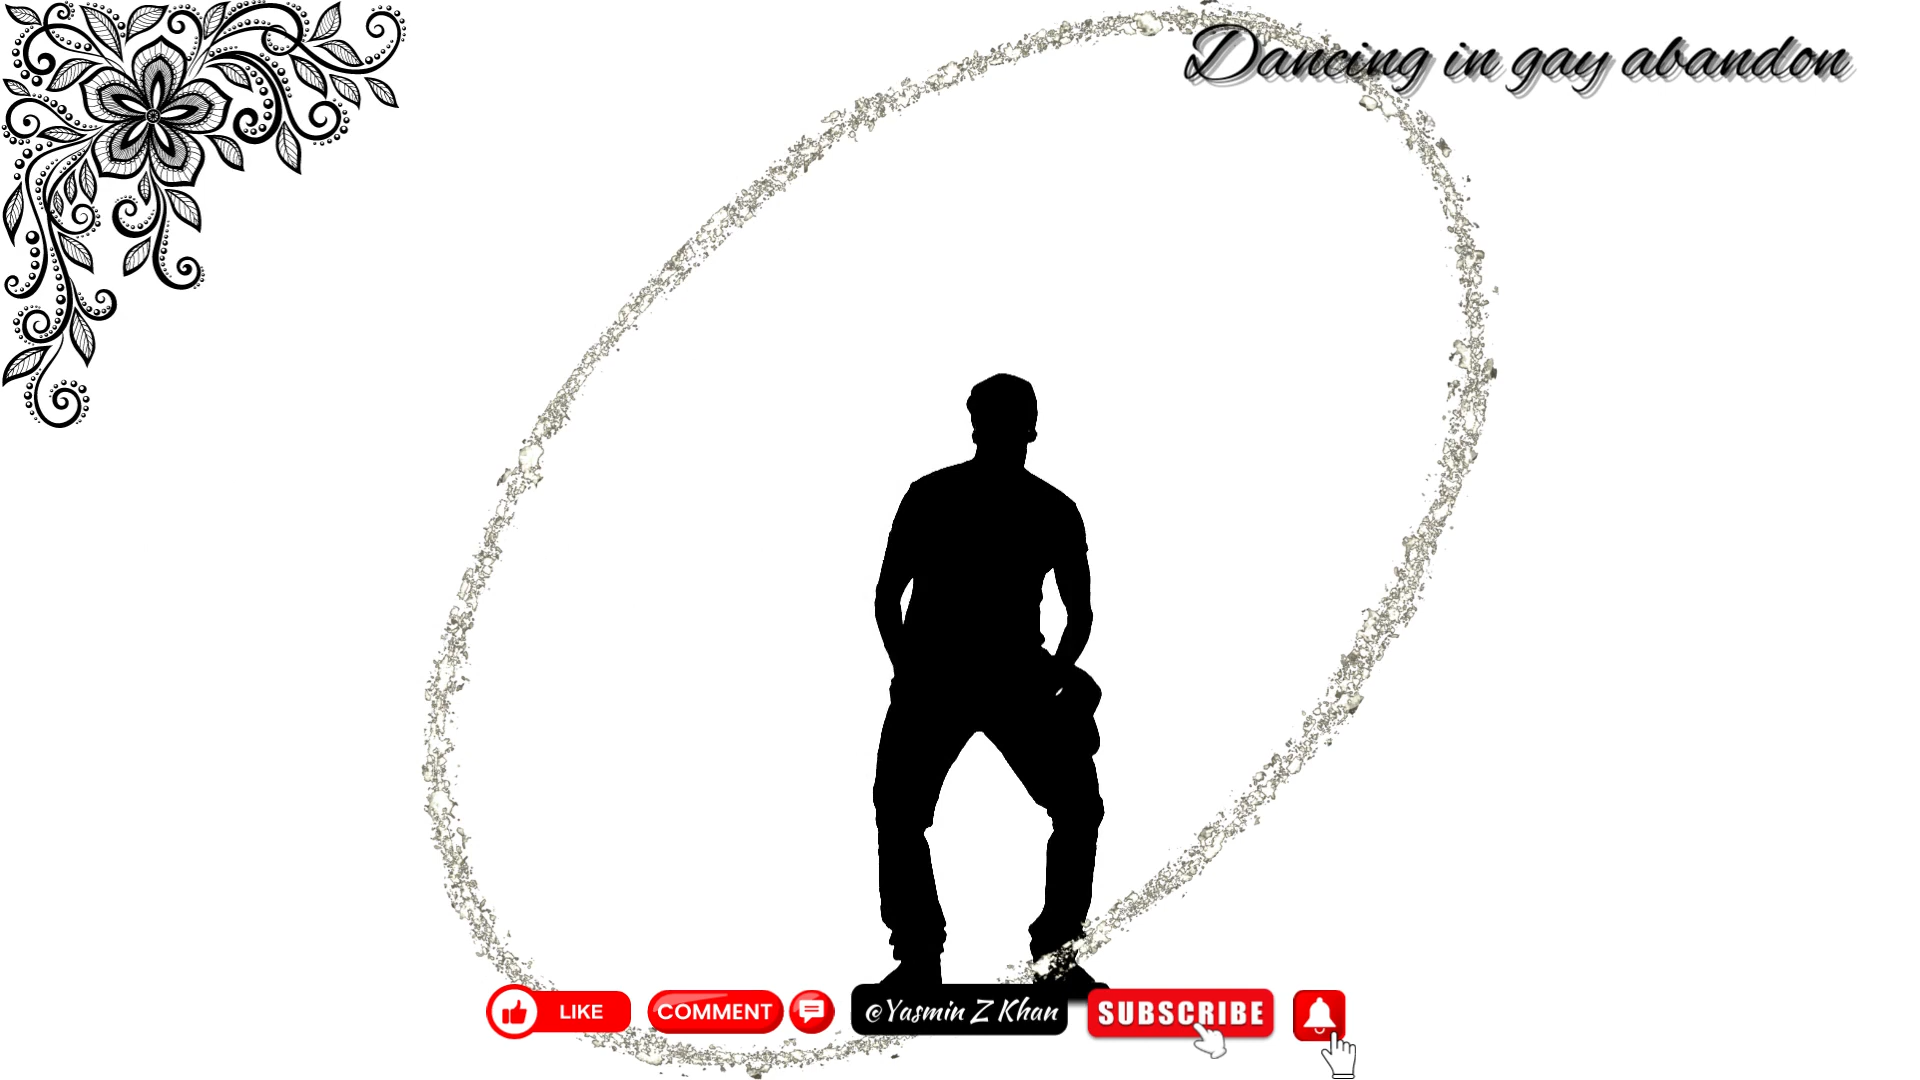 Dancing in gay abandon
LIKE
COMMENT
@Yasmin Z Khan
SUBSCRIBE